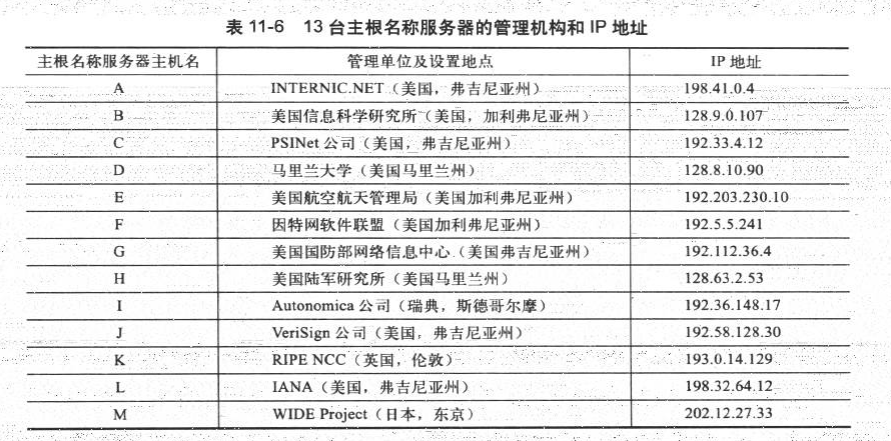 表 11-6 13 台主根名称服务器的管理机构和 IP 地址
主根名称服务器主机名 管理单位及设置地点 IP 地址
A INTERNIC.NET（美国，弗吉尼亚州） 198.41.0.4
B 美国信息科学研究所（美国，加利弗尼亚州） 128.9.0.107
C PSINet 公司（美国，弗吉尼亚州） 192.33.4.12
D 马里兰大学（美国马里兰州） 128.8.10.90
E 美国航空航天管理局（美国加利弗尼亚州） 192.203.230.10
F 因特网软件联盟（美国加利弗尼亚州） 192.5.5.241
G 美国国防部网络信息中心（美国弗吉尼亚州） 192.112.36.4
H 美国陆军研究所（美国马里兰州） 128.63.2.53
I Autonomica 公司（瑞典，斯德哥尔摩） 192.36.148.17
J VeriSign 公司（美国，弗吉尼亚州） 192.58.128.30
K RIPE NCC（英国，伦敦） 193.0.14.129
L IANA（美国，弗吉尼亚州） 198.32.64.12
M WIDE Project（日本，东京） 202.12.27.33